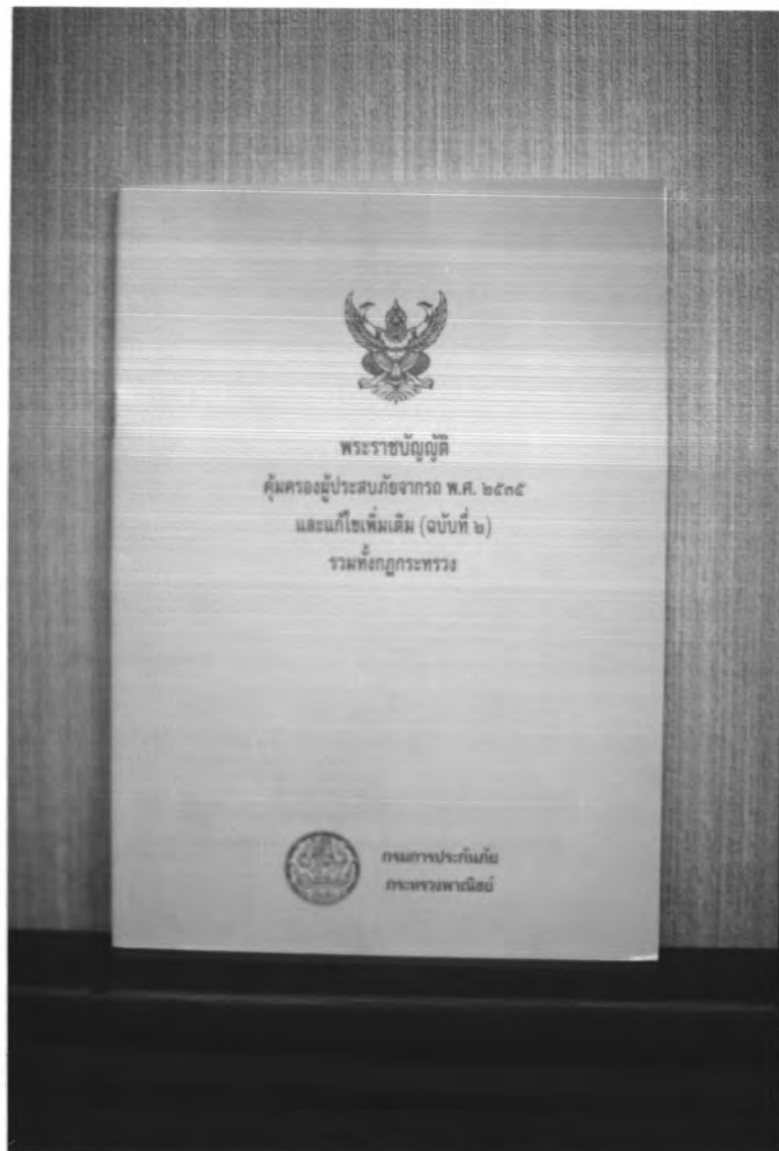 พระราชบัญญัติ
คุ้มครองผู้ประสบภัยจากรถ พ.ศ. ๒๕๓๕
และแก้ไขเพิ่มเติม (ฉบับที่ ๒)
รวมทั้งกฎกระทรวง
กรมการประกันภัย
กระทรวงพาณิชย์